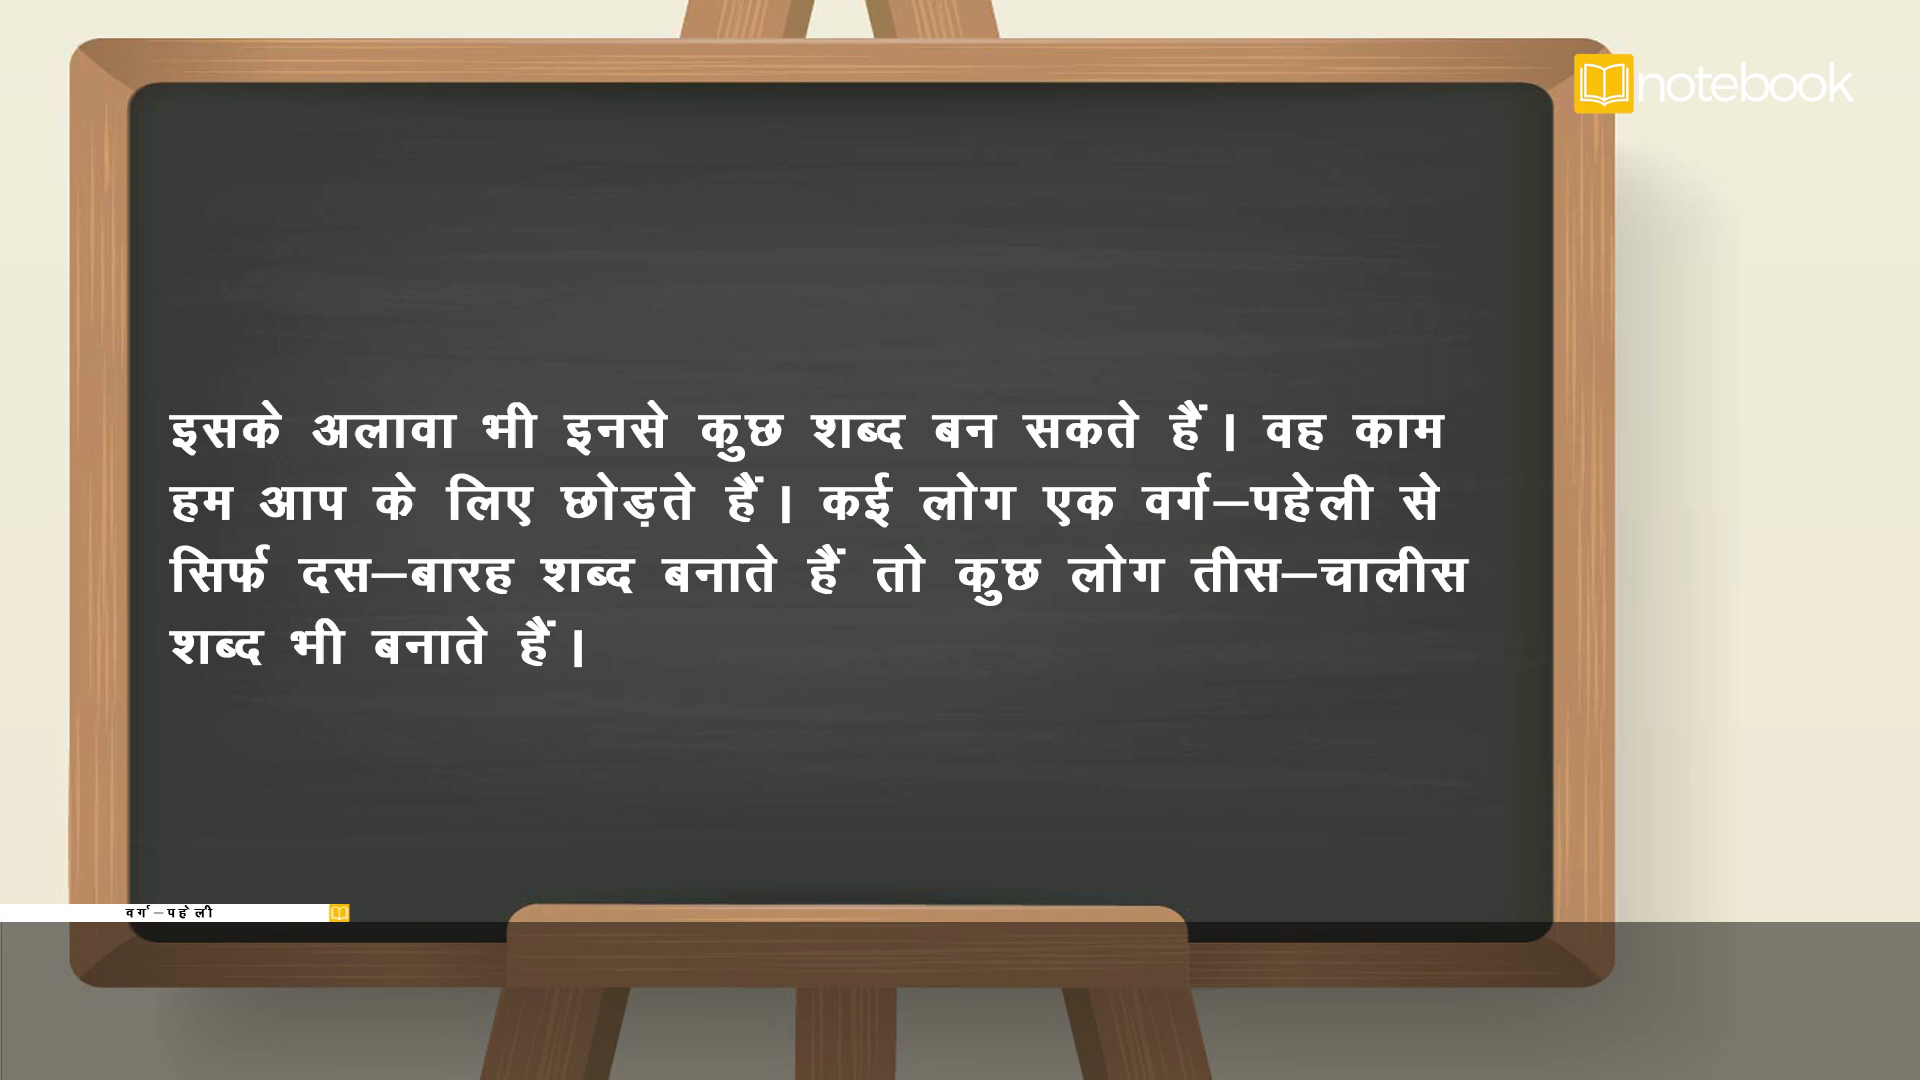 notebook
इसके अलावा भी इनसे कुछ शब्द बन सकते हैं। वह काम
हम आप के लिए छोड़ते हैं। कई लोग एक वर्ग–पहेली से
सिर्फ दस–बारह शब्द बनाते हैं तो कुछ लोग तीस–चालीस
शब्द भी बनाते हैं।
वर्ग–पहेली